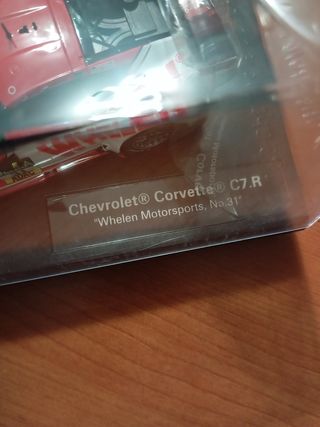 Chevrolet® Corvette® C7.R
"Whelen Motorsports, No.31"